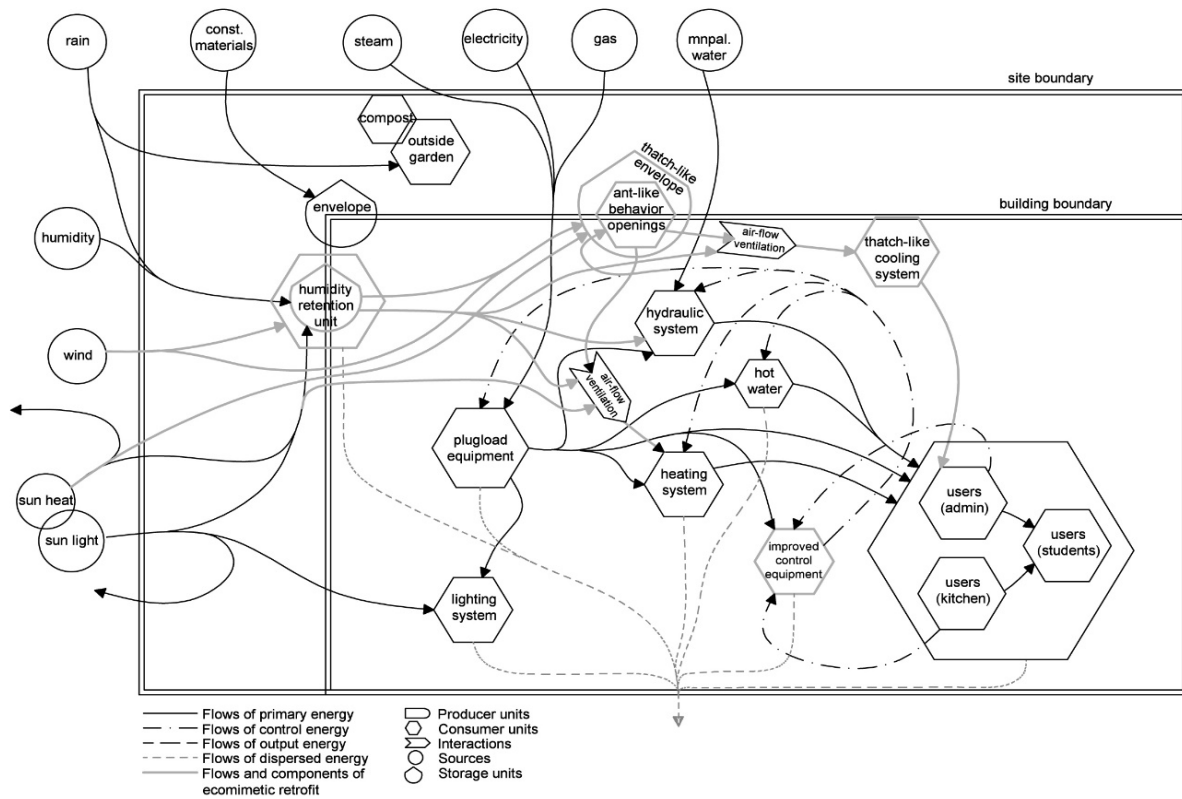 rain
const.
materials
steam
electricity
gas
mnpal.
water
site boundary
compost
outside
garden
thatch-like
envelope
ant-like
behavior
openings
building boundary
envelope
air-flow
ventilation
thatch-like
cooling
system
humidity
humidity
retention
unit
hydraulic
system
wind
air-flow
ventilation
hot
water
plugload
equipment
heating
system
users
(admin)
sun heat
sun light
users
(students)
improved
control
equipment
users
(kitchen)
lighting
system
Flows of primary energy
Flows of control energy
Flows of output energy
Flows of dispersed energy
Flows and components of
ecomimetic retrofit
Producer units
Consumer units
Interactions
Sources
Storage units